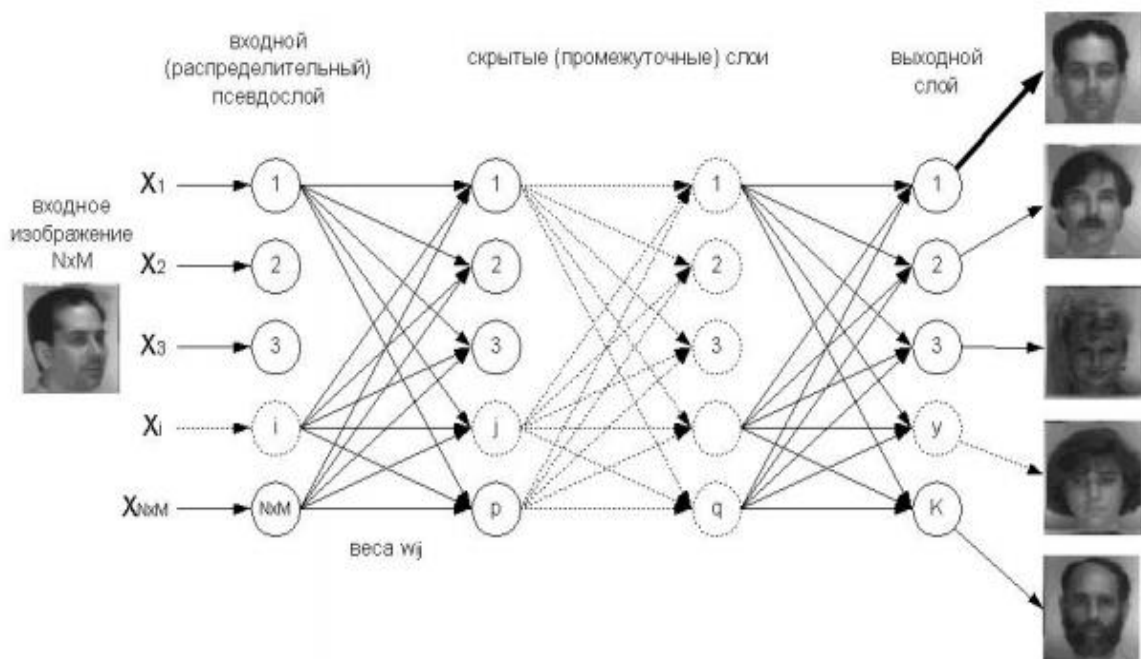 входной
(распределительный)
псевдослой
скрытые (промежуточные) слои
выходной
слой
входное
изображение
NxM
X1
X2
X3
Xi
XNxM
1
2
3
i
NxM
1
2
3
j
p
1
2
3
q
1
2
3
y
K
веса wij